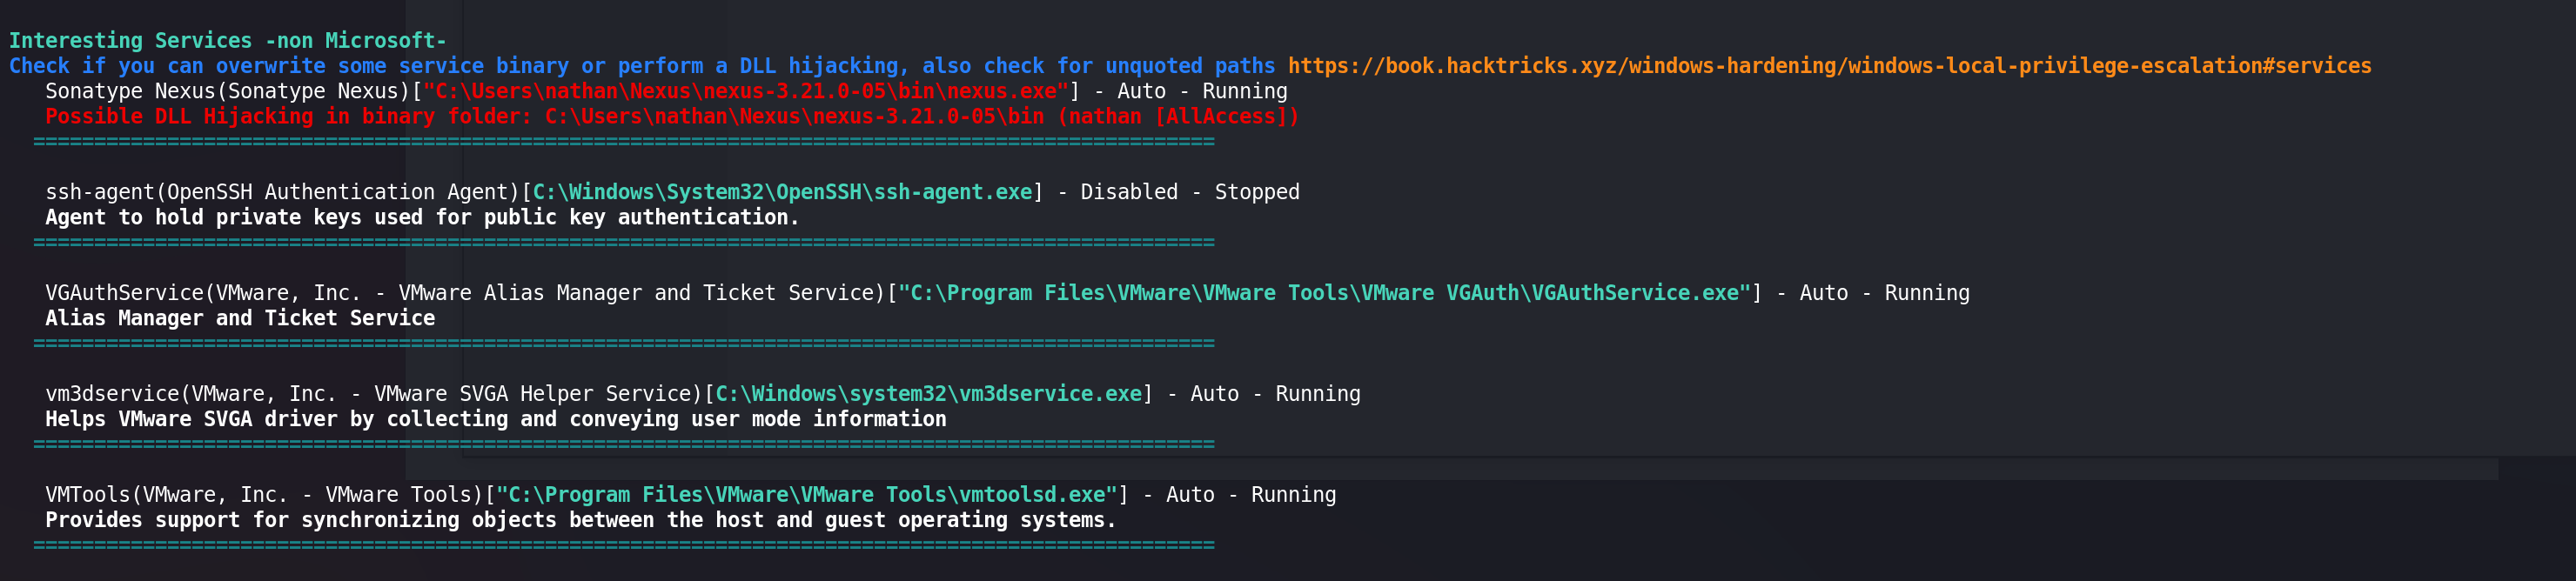 Interesting Services -non Microsoft-
Check if you can overwrite some service binary or perform a DLL hijacking, also check for unquoted paths https://book.hacktricks.xyz/windows-hardening/windows-local-privilege-escalation#services
Sonatype Nexus(Sonatype Nexus)["C:\Users\nathan\Nexus\nexus-3.21.0-05\bin\nexus.exe"] - Auto - Running
Possible DLL Hijacking in binary folder: C:\Users\nathan\Nexus\nexus-3.21.0-05\bin (nathan [AllAccess])
=================================================================================================
ssh-agent(OpenSSH Authentication Agent)[C:\Windows\System32\OpenSSH\ssh-agent.exe] - Disabled - Stopped
Agent to hold private keys used for public key authentication.
=================================================================================================
VGAuthService(VMware, Inc. - VMware Alias Manager and Ticket Service)["C:\Program Files\VMware\VMware Tools\VMware VGAuth\VGAuthService.exe"] - Auto - Running
Alias Manager and Ticket Service
=================================================================================================
vm3dservice(VMware, Inc. - VMware SVGA Helper Service)[C:\Windows\system32\vm3dservice.exe] - Auto - Running
Helps VMware SVGA driver by collecting and conveying user mode information
=================================================================================================
VMTools(VMware, Inc. - VMware Tools)["C:\Program Files\VMware\VMware Tools\vmtoolsd.exe"] - Auto - Running
Provides support for synchronizing objects between the host and guest operating systems.
=================================================================================================